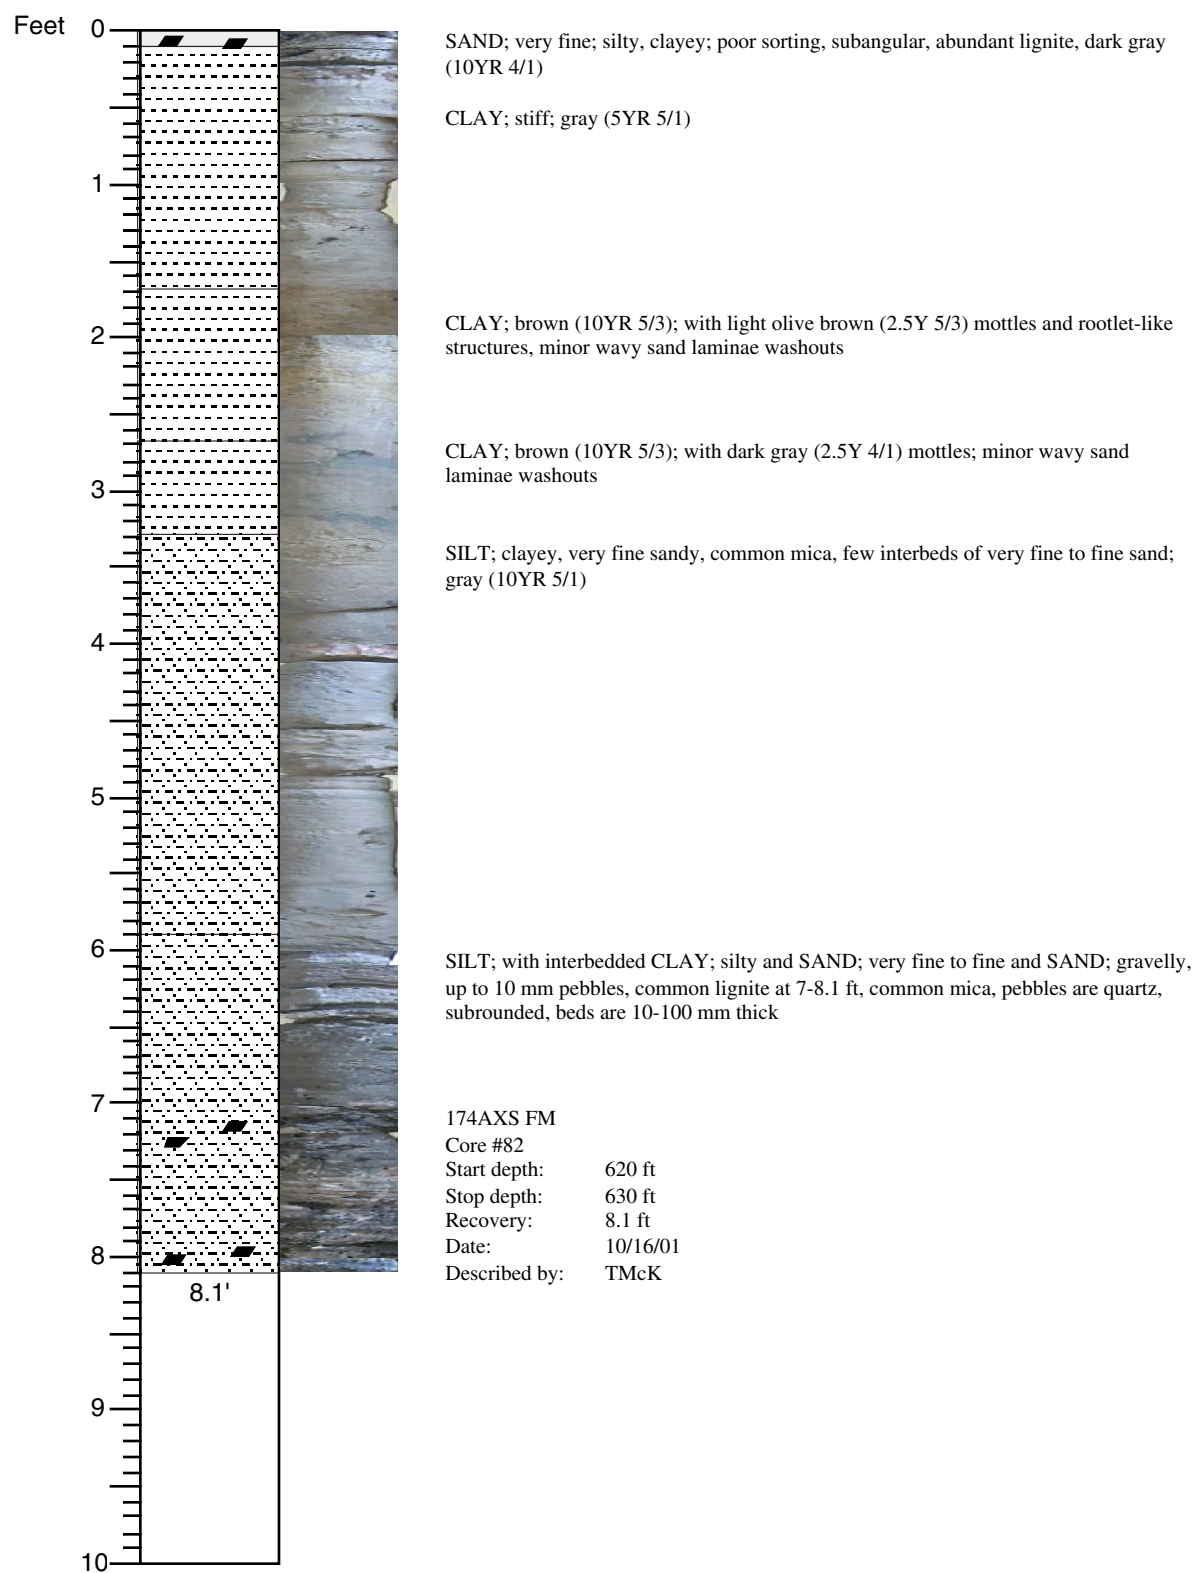 Feet
0
SAND; very fine; silty, clayey; poor sorting, subangular, abundant lignite, dark gray
(10YR 4/1)
CLAY; stiff; gray (5YR 5/1)
1
CLAY; brown (10YR 5/3); with light olive brown (2.5Y 5/3) mottles and rootlet-like
2
structures, minor wavy sand laminae washouts
CLAY; brown (10YR 5/3); with dark gray (2.5Y 4/1) mottles; minor wavy sand
laminae washouts
3
SILT; clayey, very fine sandy, common mica, few interbeds of very fine to fine sand;
gray (10YR 5/1)
4
5
6
SILT; with interbedded CLAY; silty and SAND; very fine to fine and SAND; gravelly,
up to 10 mm pebbles, common lignite at 7-8.1 ft, common mica, pebbles are quartz,
subrounded, beds are 10-100 mm thick
7
174AXS FM
Core #82
Start depth: 620 ft
Stop depth: 630 ft
Recovery: 8.1 ft
Date: 10/16/01
8
Described by: TMcK
8.1'
9
10